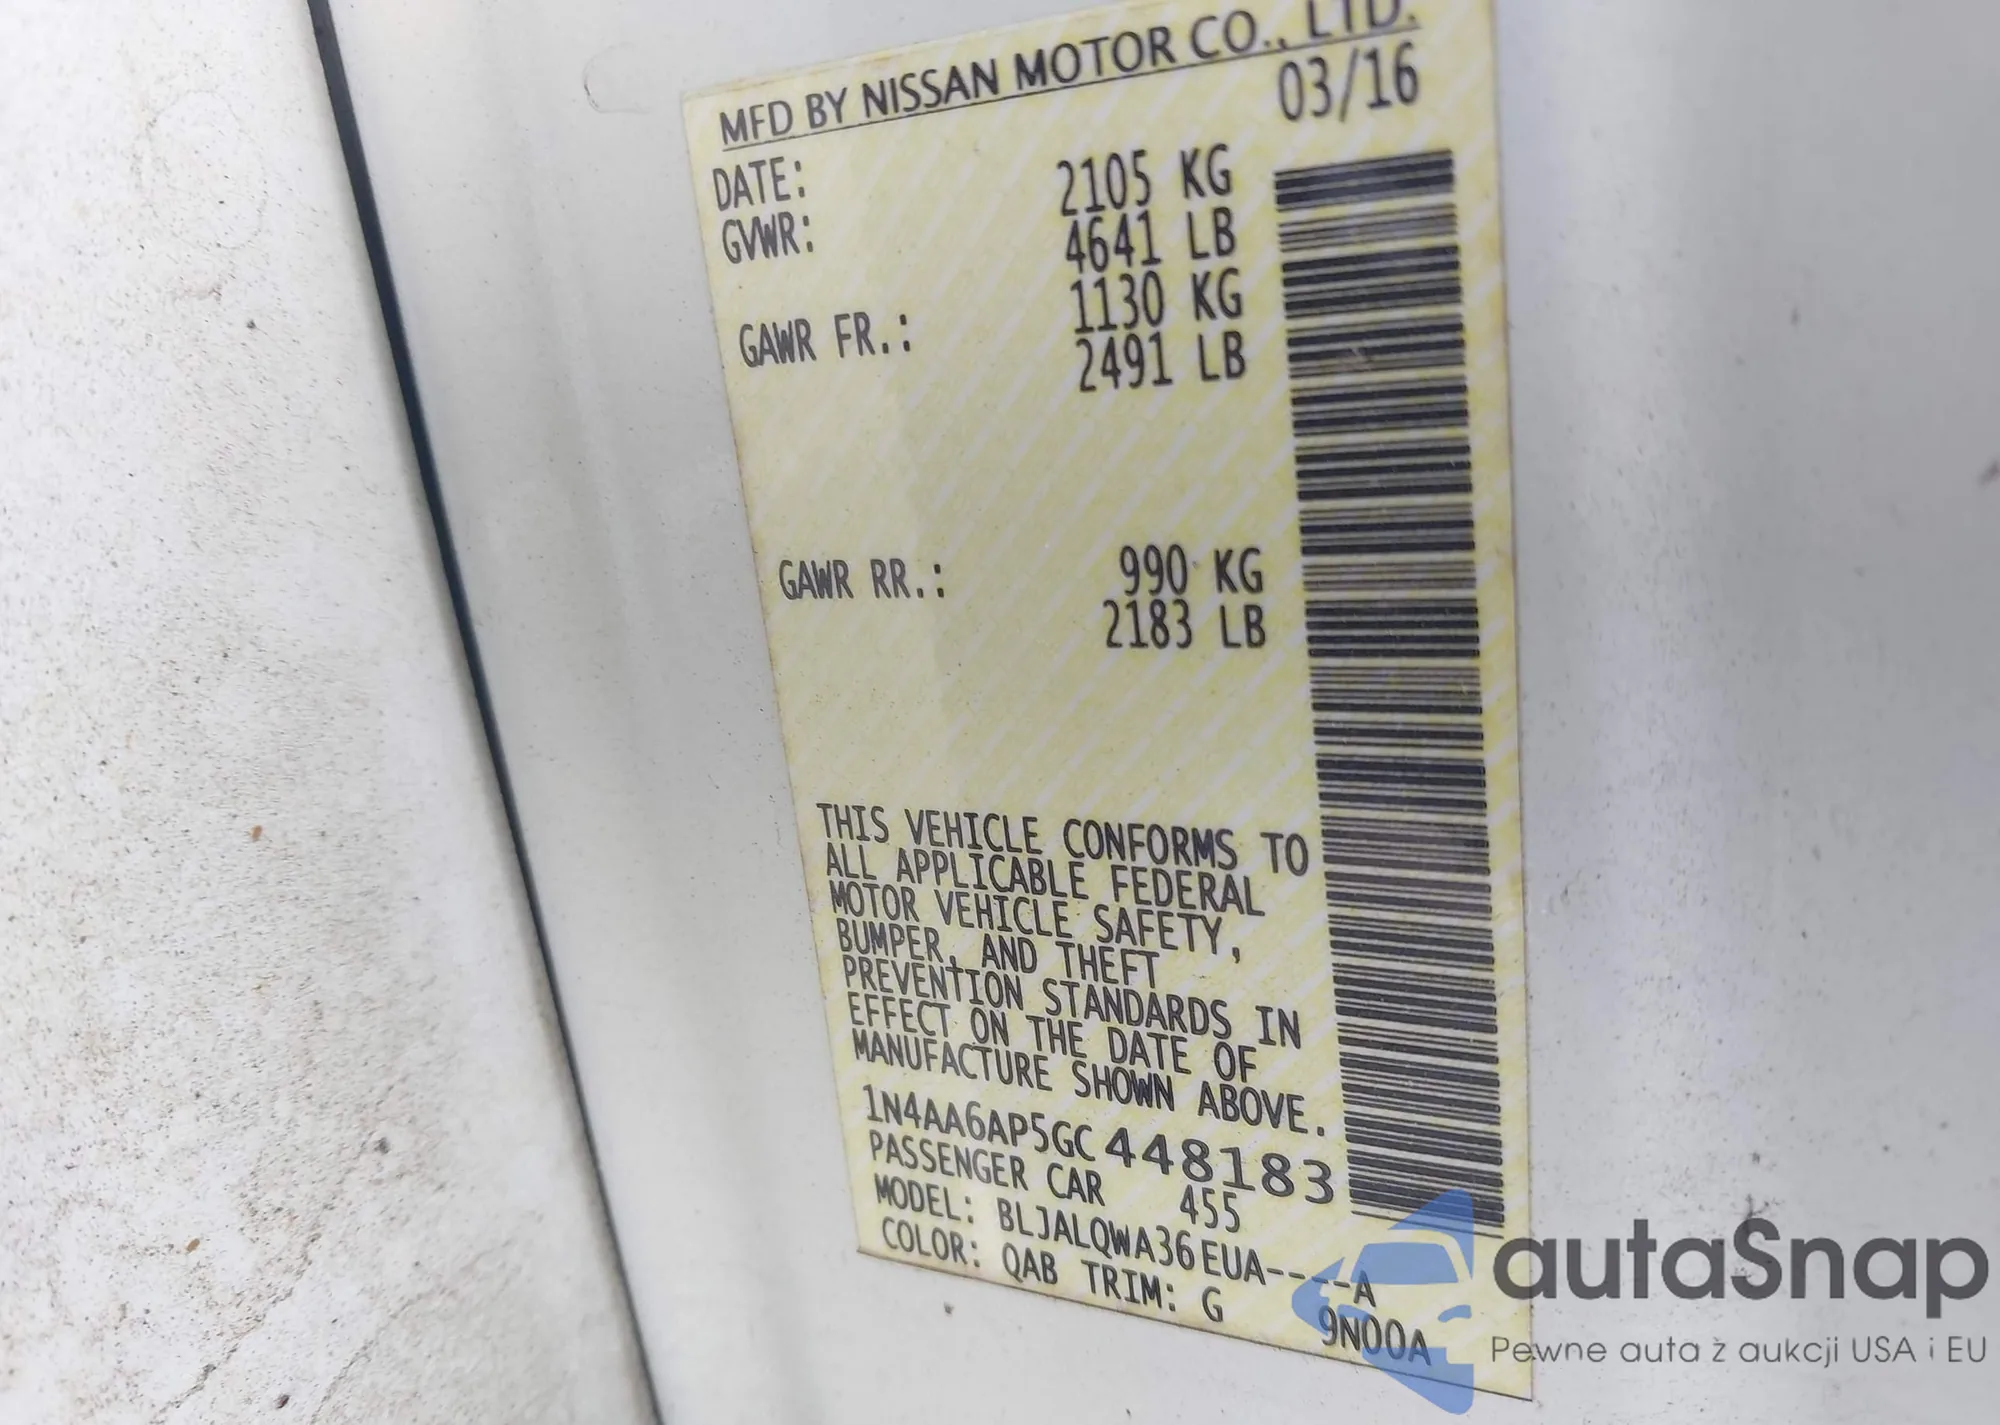 MFD BY NISSAN MOTOR CO., LTD.
DATE: 03/16
GVWR: 2105 KG
4641 LB
GAWR FR.: 1130 KG
2491 LB
GAWR RR.: 990 KG
2183 LB
THIS VEHICLE CONFORMS TO
ALL APPLICABLE FEDERAL
MOTOR VEHICLE SAFETY,
BUMPER, AND THEFT
PREVENTION STANDARDS IN
EFFECT ON THE DATE OF
MANUFACTURE SHOWN ABOVE.
1N4AA6AP5GC448183
PASSENGER CAR 455
MODEL: BLJALQWA36EUA----A
COLOR: QAB TRIM: G 9N00A
autaSnap
Pewne auta z aukcji USA i EU